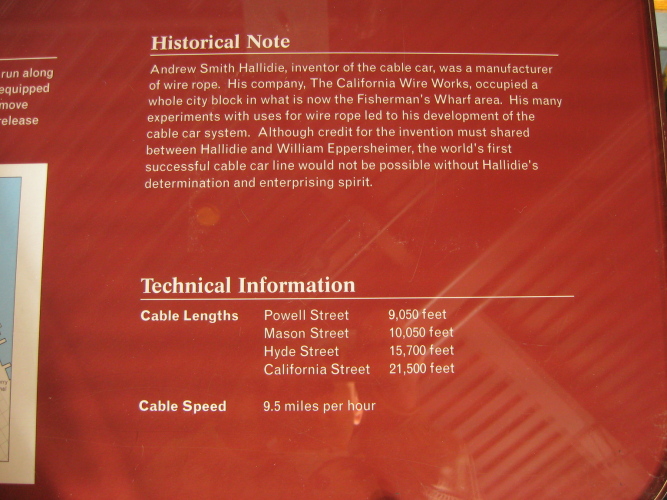 run along
equipped
move
release
Historical Note
Andrew Smith Hallidie, inventor of the cable car, was a manufacturer
of wire rope. His company, The California Wire Works, occupied a
whole city block in what is now the Fisherman's Wharf area. His many
experiments with uses for wire rope led to his development of the
cable car system. Although credit for the invention must shared
between Hallidie and William Eppersheimer, the world's first
successful cable car line would not be possible without Hallidie's
determination and enterprising spirit.
Technical Information
Cable Lengths Powell Street 9,050 feet
Mason Street 10,050 feet
Hyde Street 15,700 feet
California Street 21,500 feet
Cable Speed 9.5 miles per hour